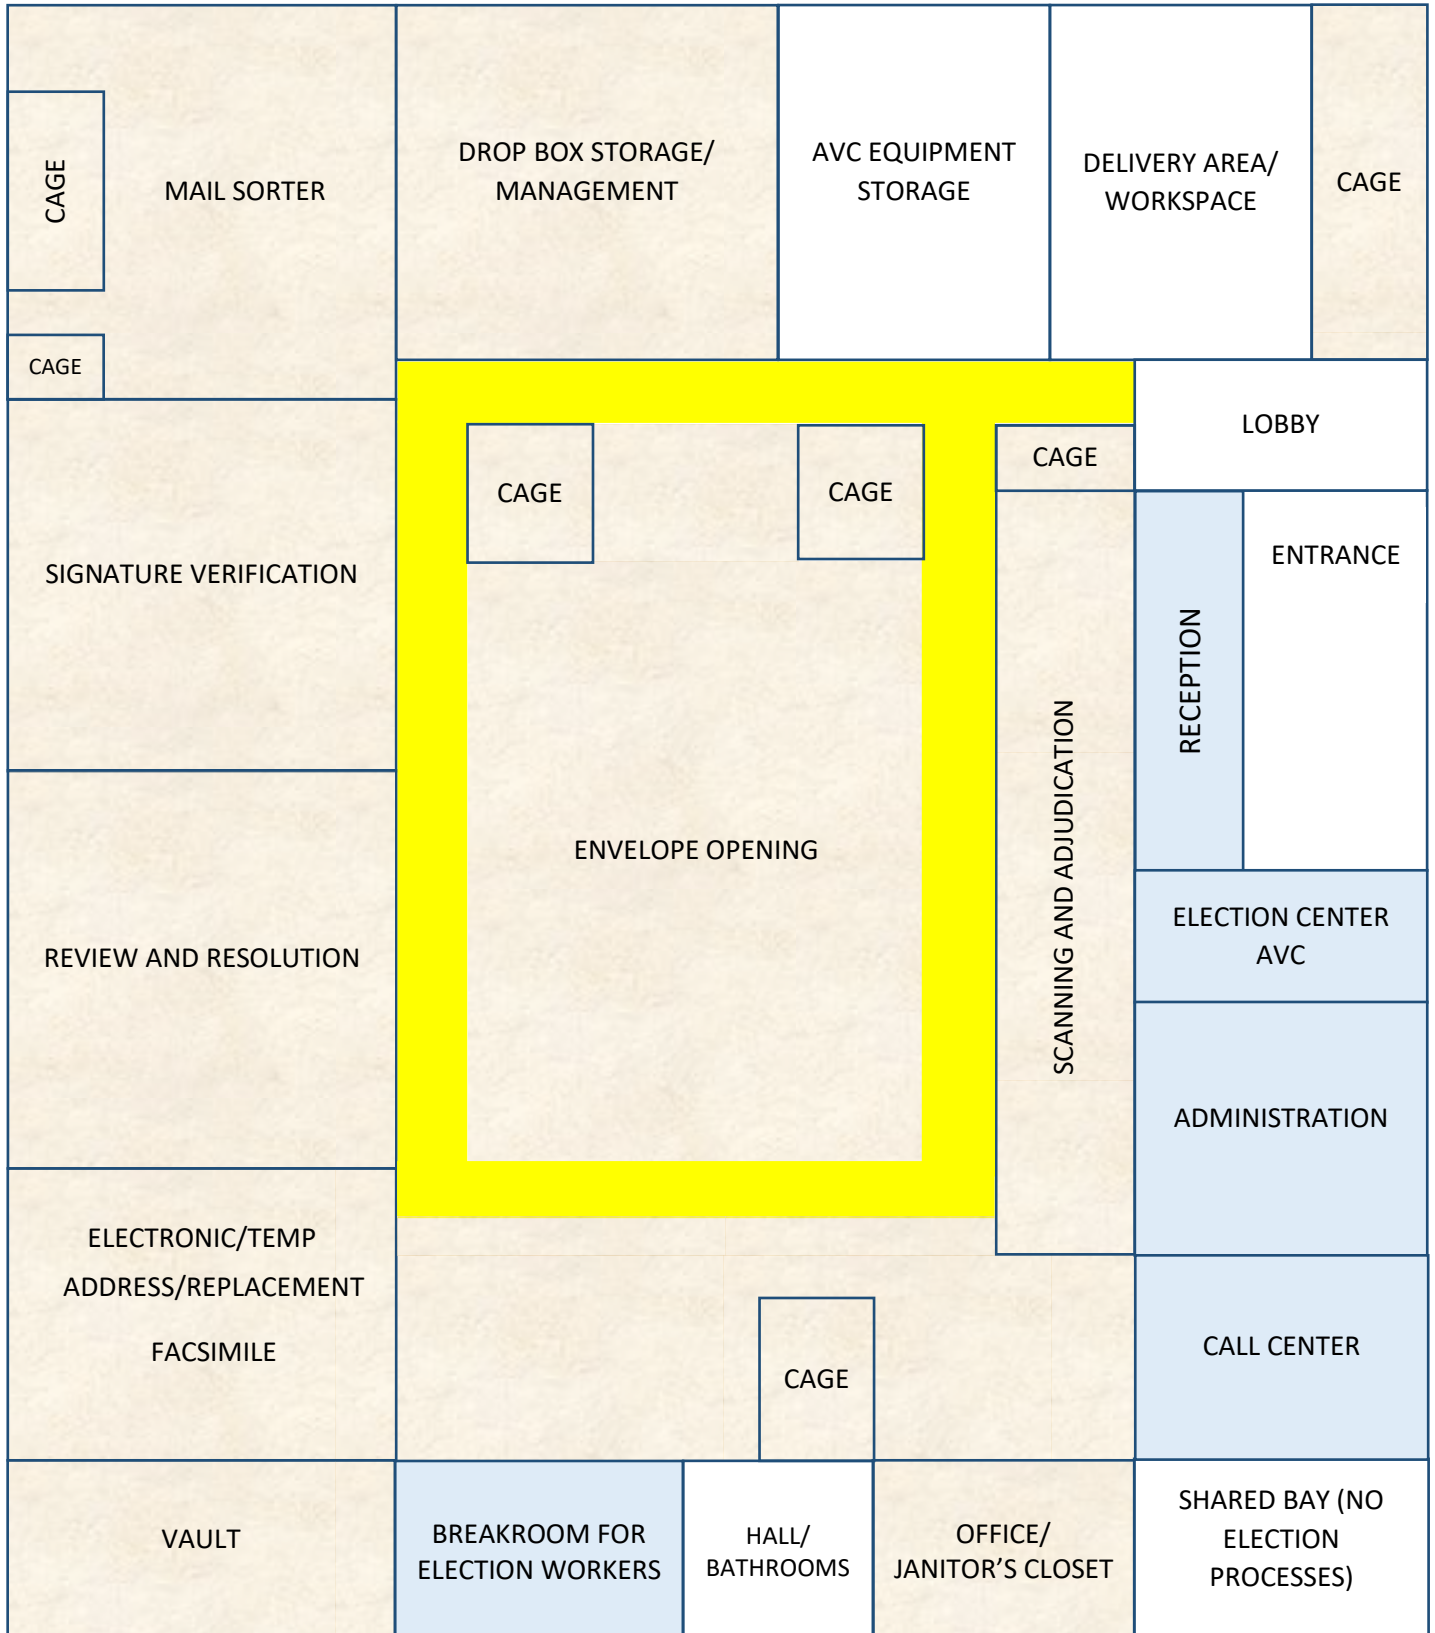 CAGE
MAIL SORTER
DROP BOX STORAGE/
MANAGEMENT
AVC EQUIPMENT
STORAGE
DELIVERY AREA/
WORKSPACE
CAGE
CAGE
LOBBY
CAGE
CAGE
CAGE
SIGNATURE VERIFICATION
ENTRANCE
RECEPTION
ENVELOPE OPENING
SCANNING AND ADJUDICATION
REVIEW AND RESOLUTION
ELECTION CENTER
AVC
ADMINISTRATION
ELECTRONIC/TEMP
ADDRESS/REPLACEMENT
FACSIMILE
CAGE
CALL CENTER
VAULT
BREAKROOM FOR
ELECTION WORKERS
HALL/
BATHROOMS
OFFICE/
JANITOR’S CLOSET
SHARED BAY (NO
ELECTION
PROCESSES)